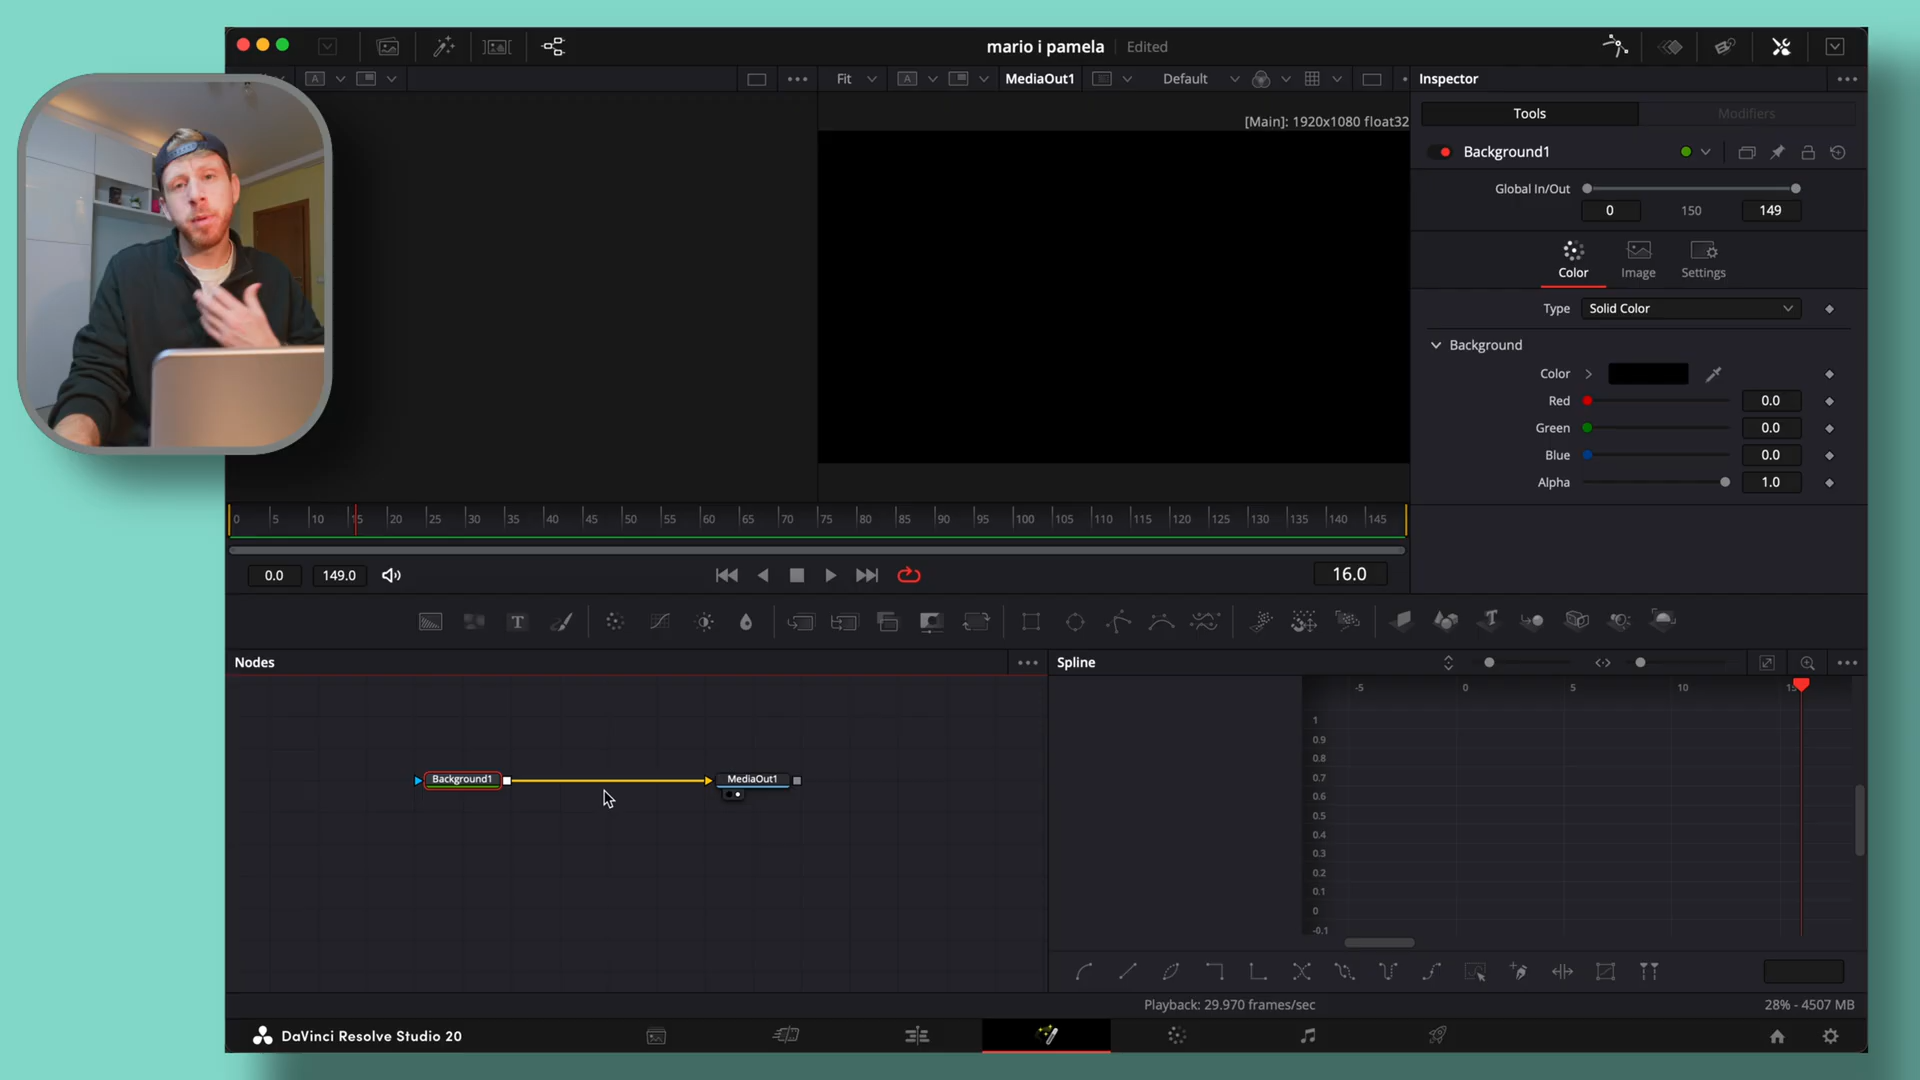 mario i pamela Edited
A
Fit A MediaOut1 Default
Inspector
[Main]: 1920x1080 float32
Tools Modifiers
Background1
Global In/Out
0 150 149
Color Image Settings
Type Solid Color
Background
Color
Red 0.0
Green 0.0
Blue 0.0
Alpha 1.0
0 5 10 15 20 25 30 35 40 45 50 55 60 65 70 75 80 85 90 95 100 105 110 115 120 125 130 135 140 145
0.0 149.0 16.0
T T
Nodes
Spline
-5 0 5 10
1
0.9
0.8
0.7
0.6
0.5
0.4
0.3
0.2
0.1
0
-0.1
Background1 MediaOut1
Playback: 29.970 frames/sec 28% - 4507 MB
DaVinci Resolve Studio 20